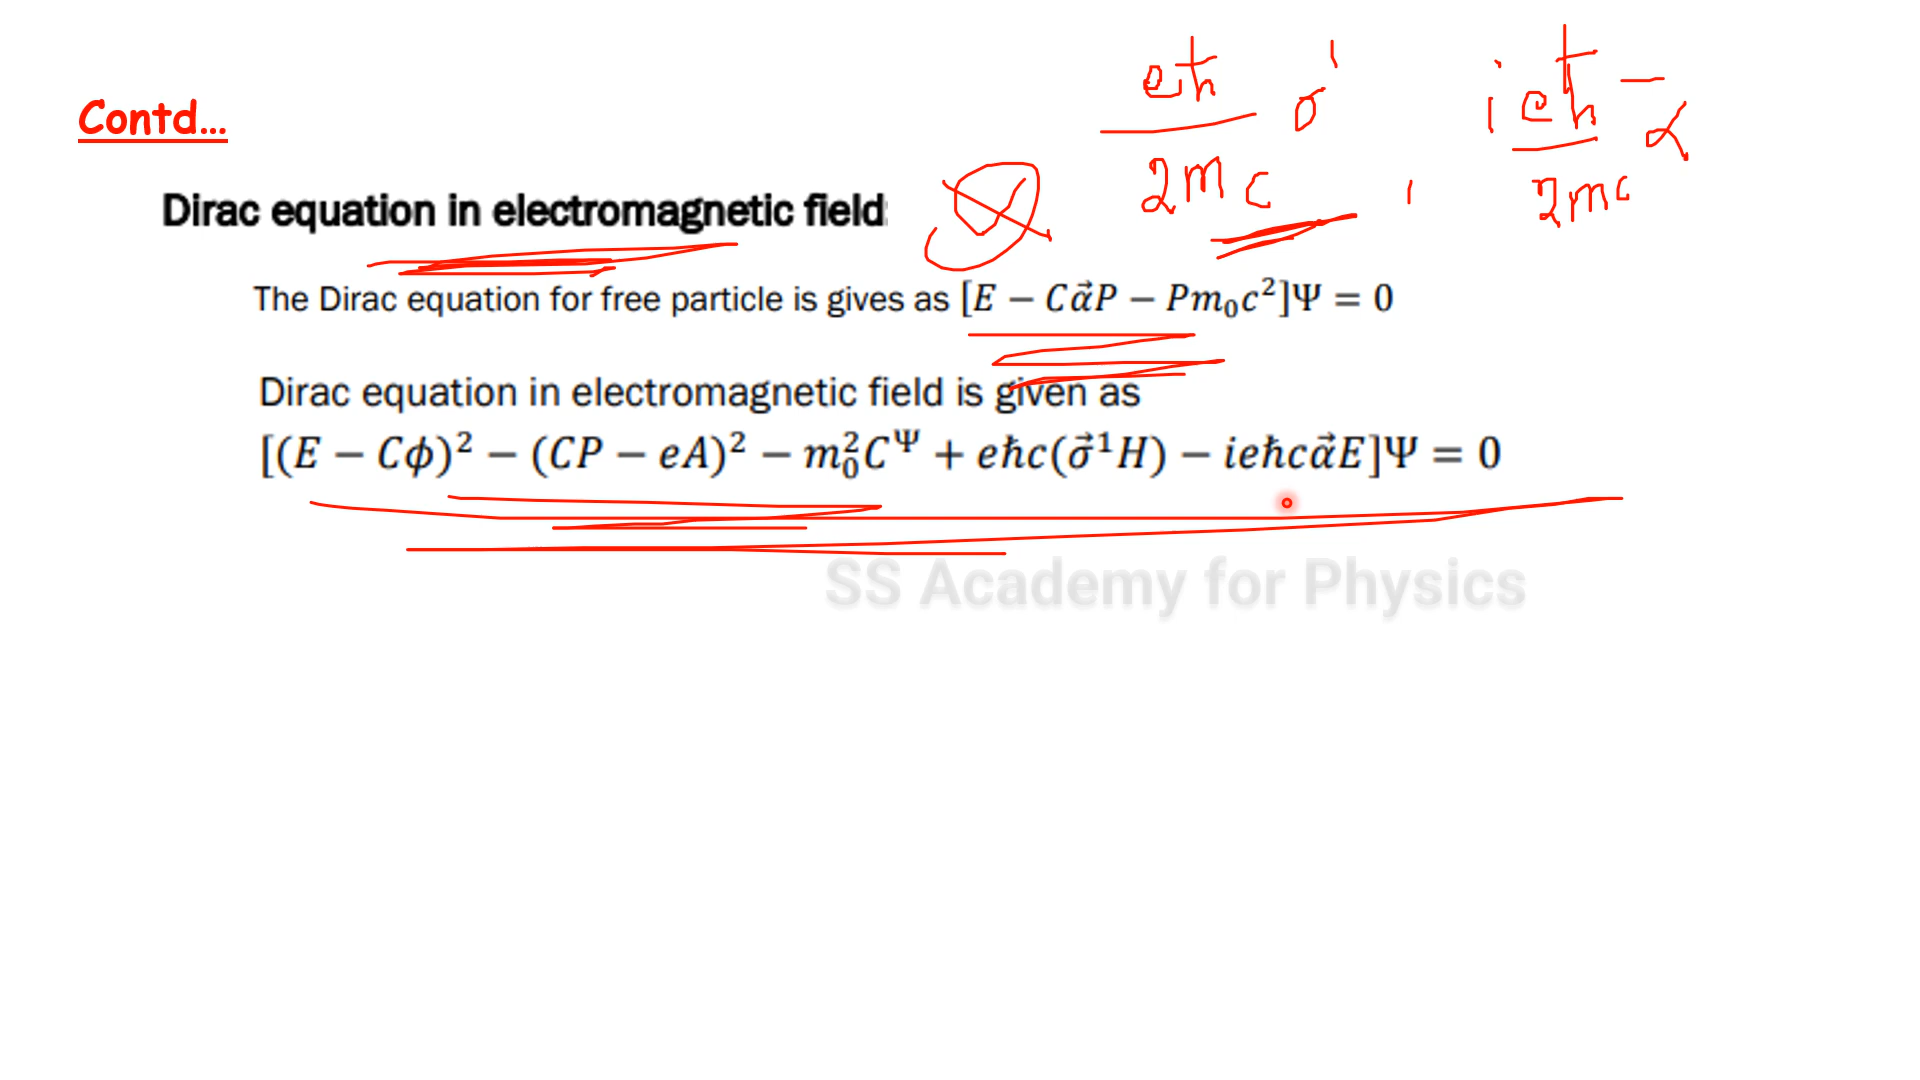 eħ/2mc σ' , ieħ/2mc ᾱ
Contd...
Dirac equation in electromagnetic field:
The Dirac equation for free particle is gives as [E − Cα⃗P − Pm₀c²]Ψ = 0
Dirac equation in electromagnetic field is given as
[(E − Cϕ)² − (CP − eA)² − m₀²C^Ψ + eħc(σ⃗¹H) − ieħcα⃗E]Ψ = 0
SS Academy for Physics